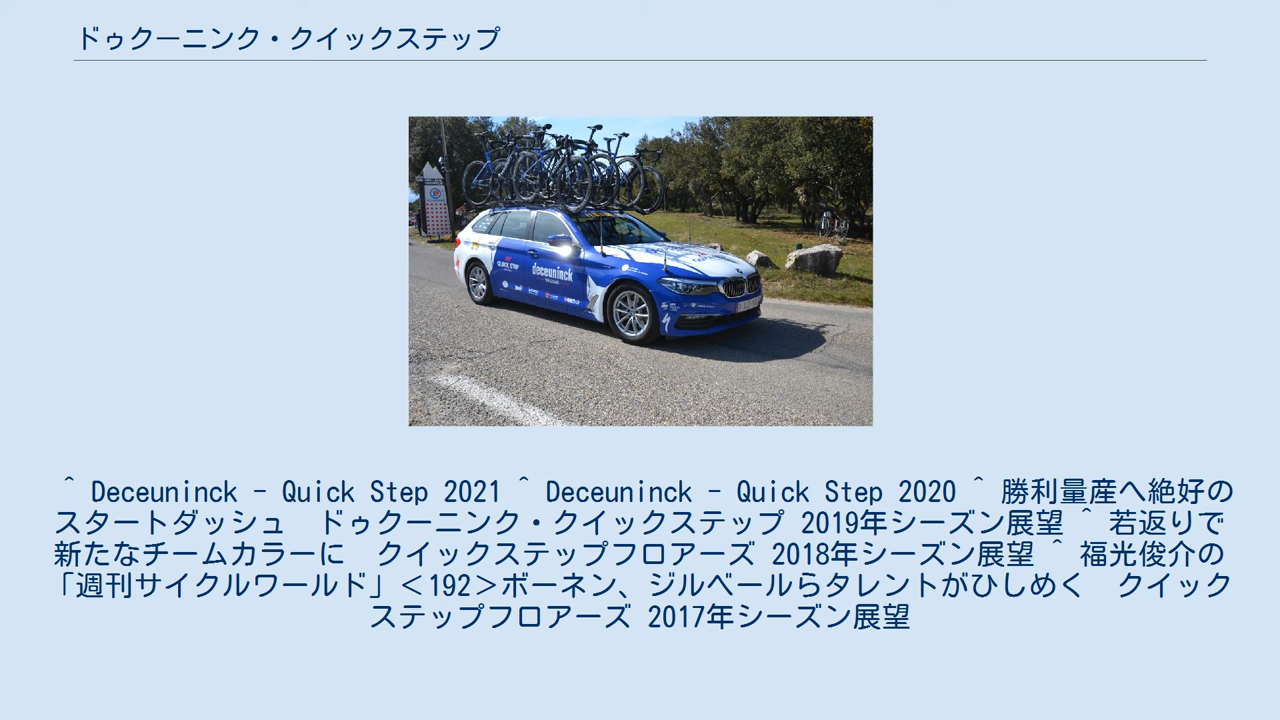 ドゥクーニンク・クイックステップ
QUICK STEP
deceuninck
^ Deceuninck – Quick Step 2021 ^ Deceuninck – Quick Step 2020 ^ 勝利量産へ絶好の
スタートダッシュ　ドゥクーニンク・クイックステップ 2019年シーズン展望 ^ 若返りで
新たなチームカラーに　クイックステップフロアーズ 2018年シーズン展望 ^ 福光俊介の
「週刊サイクルワールド」＜192＞ボーネン、ジルベールらタレントがひしめく　クイック
ステップフロアーズ 2017年シーズン展望